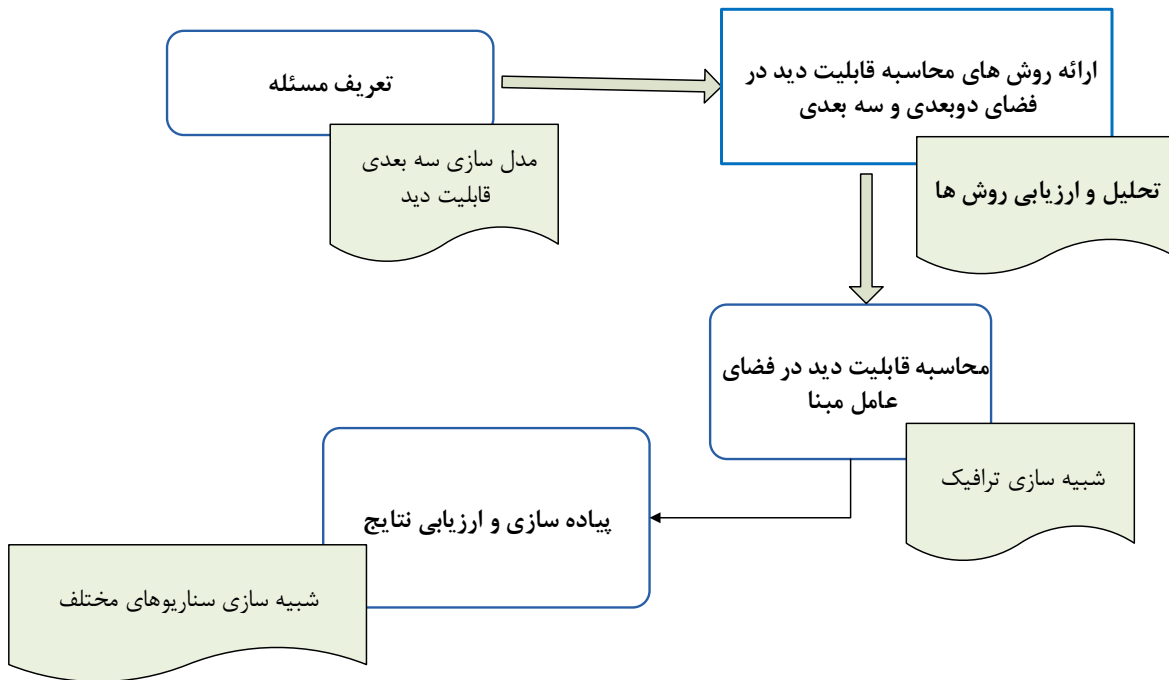 تعریف مسئله
مدل سازی سه بعدی
قابلیت دید
ارائه روش های محاسبه قابلیت دید در
فضای دوبعدی و سه بعدی
تحلیل و ارزیابی روش ها
محاسبه قابلیت دید در فضای
عامل مبنا
شبیه سازی ترافیک
پیاده سازی و ارزیابی نتایج
شبیه سازی سناریوهای مختلف